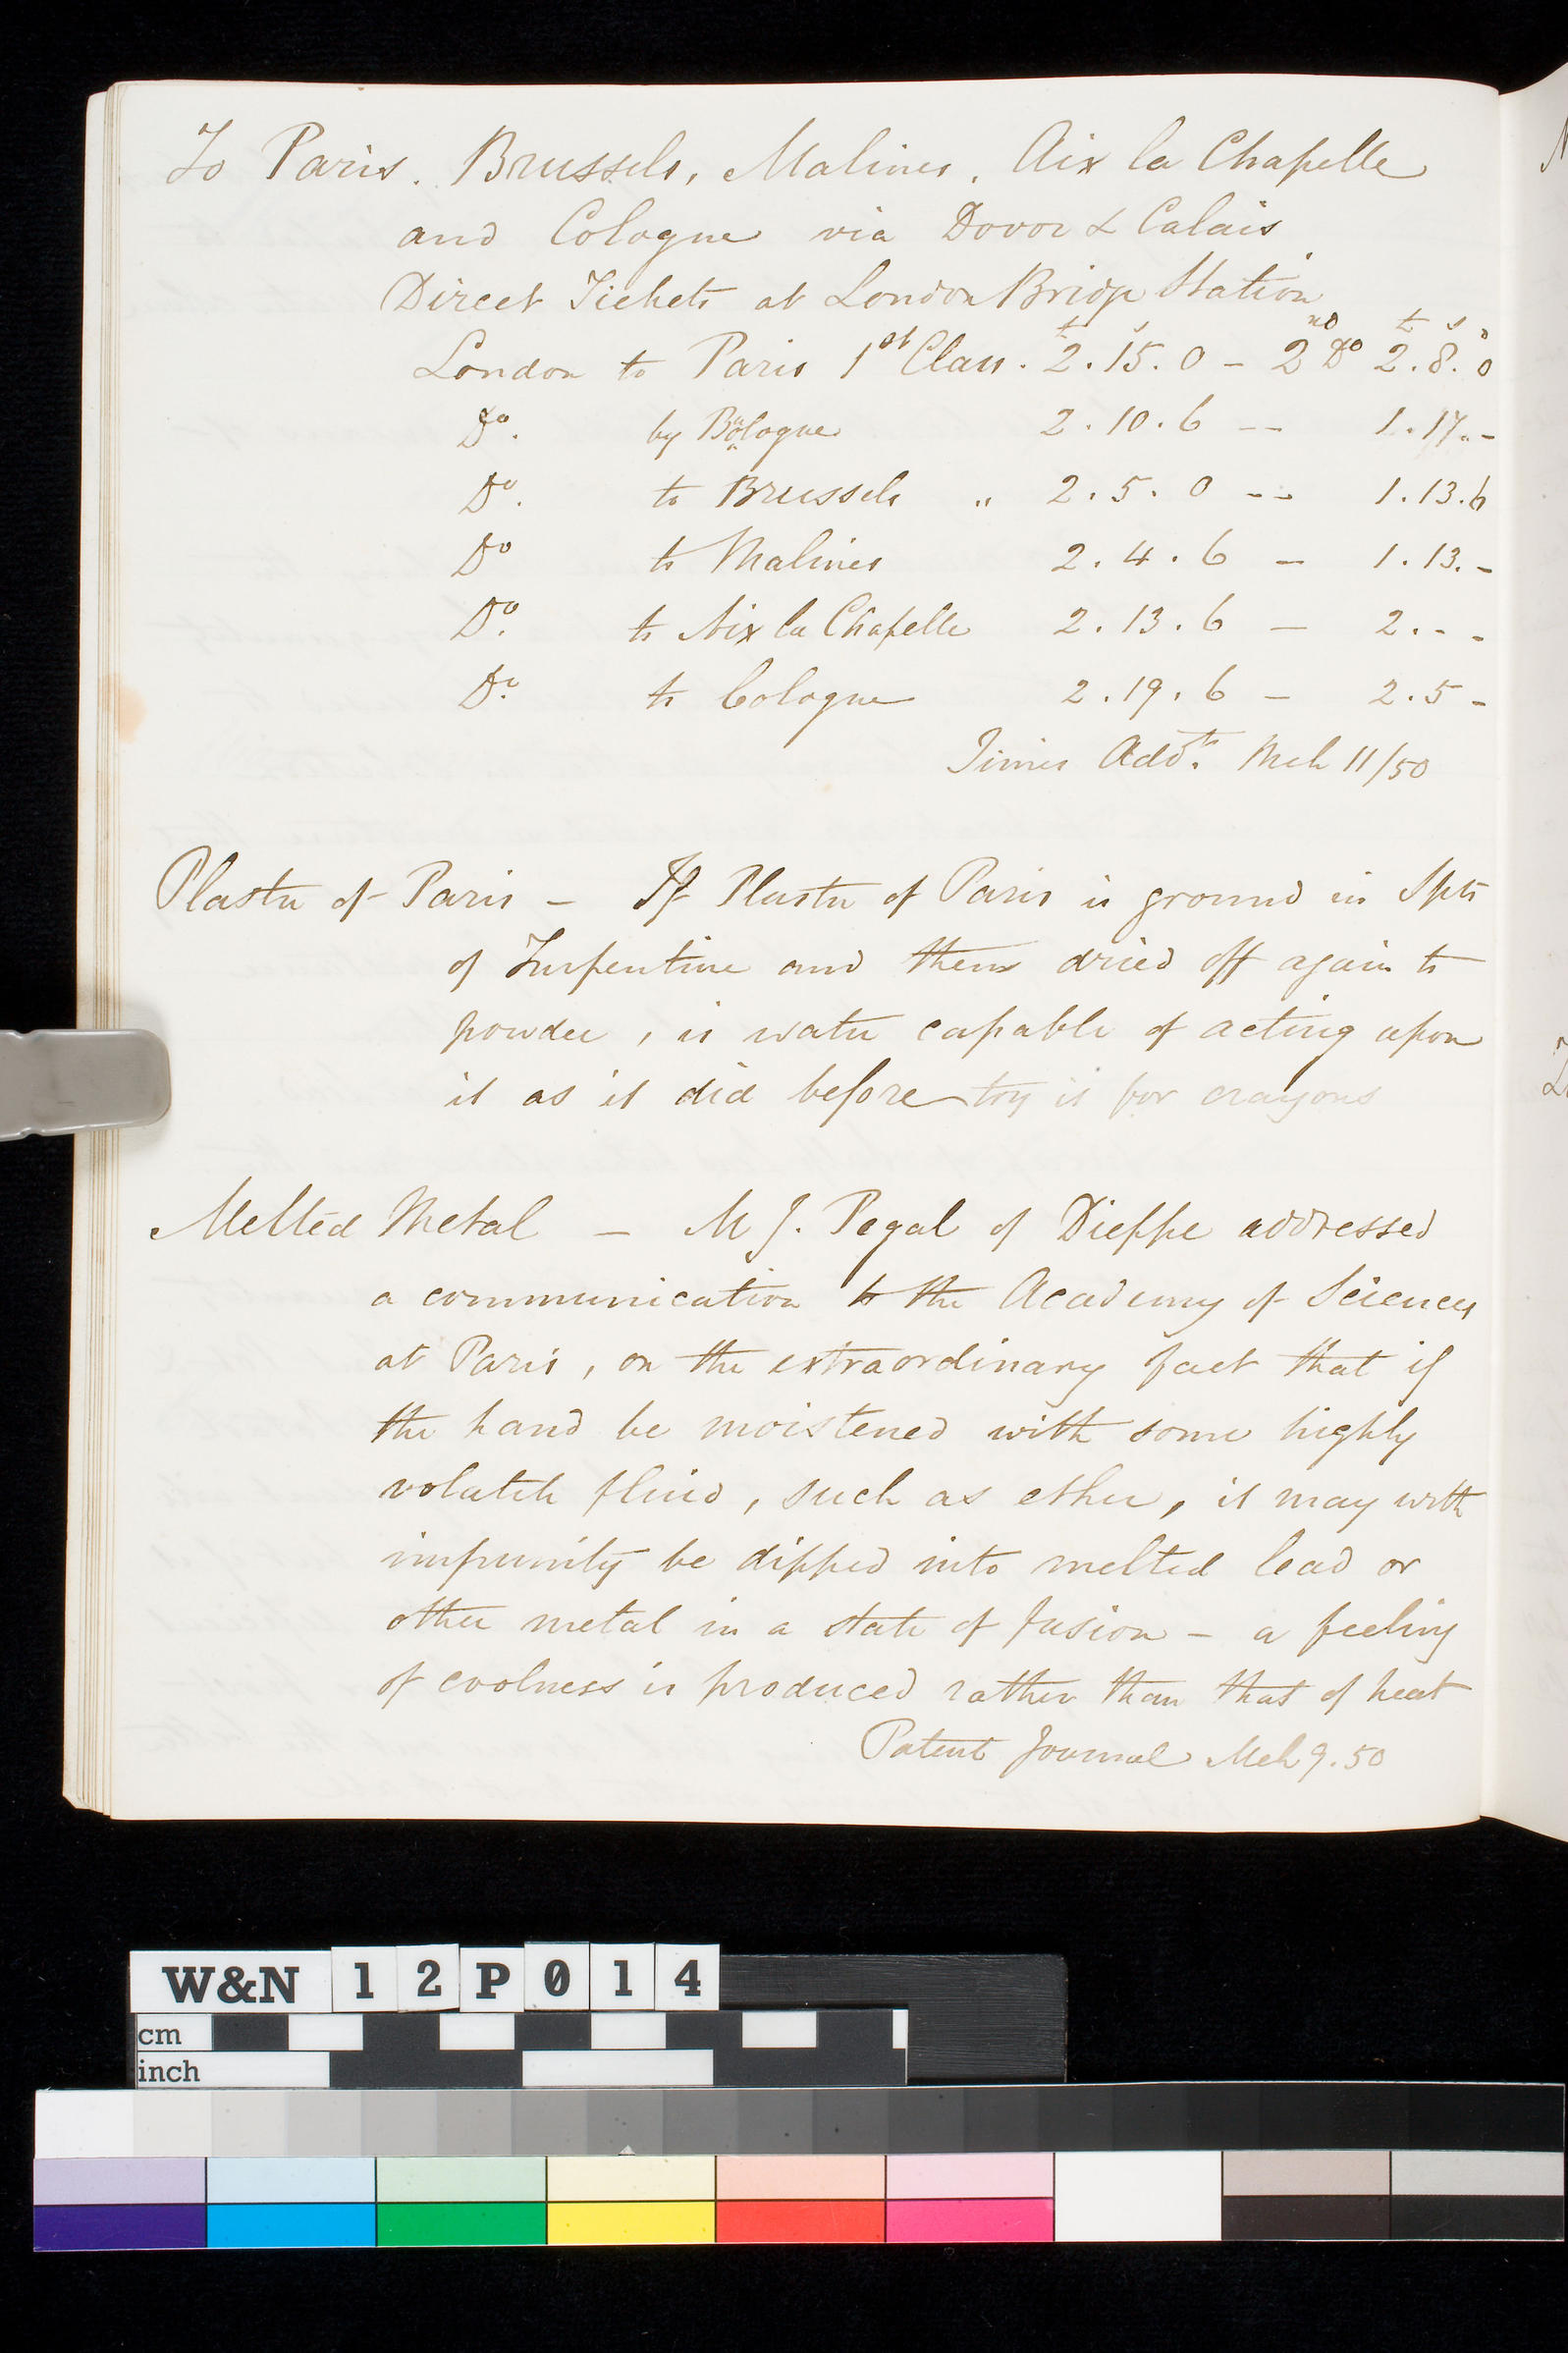 To Paris. Brussels, Malines, Aix la Chapelle
and Cologne via Dovor & Calais
Direct Tickets at London Bridge Station
£ s nd £ s d
London to Paris 1st Class. 2.15.0 - 2 Do 2.8.0
Do. by Boulogne 2.10.6 -- 1.17.-
Do. to Brussels " 2.5.0 -- 1.13.6
Do to Malines 2.4.6 - 1.13.-
Do. to Aix la Chapelle 2.13.6 - 2.-.-
Do. to Cologne 2.19.6 - 2.5-
Times Adt. Mch 11/50
Plaster of Paris - If Plaster of Paris is ground in Spts
of Turpentine and then dried off again to
powder, is water capable of acting upon
it as it did before try it for crayons
Melted Metal - M J. Pegal of Dieppe addressed
a communication to the Academy of Sciences
at Paris, on the extraordinary fact that if
the hand be moistened with some highly
volatile fluid, such as ether, it may with
impunity be dipped into melted lead or
other metal in a state of fusion - a feeling
of coolness is produced rather than that of heat
Patent Journal Mch 9.50
W&N 12P014
cm
inch